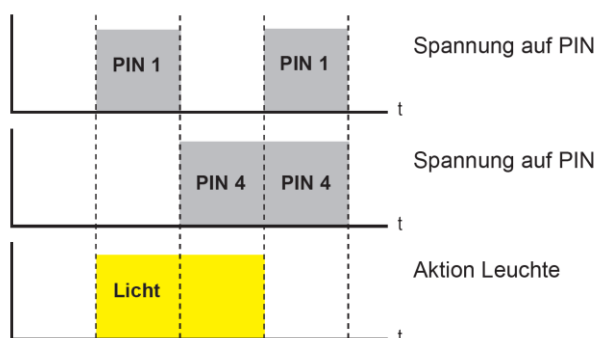 PIN 1 PIN 1 Spannung auf PIN
t
PIN 4 PIN 4 Spannung auf PIN
t
Licht Aktion Leuchte
t